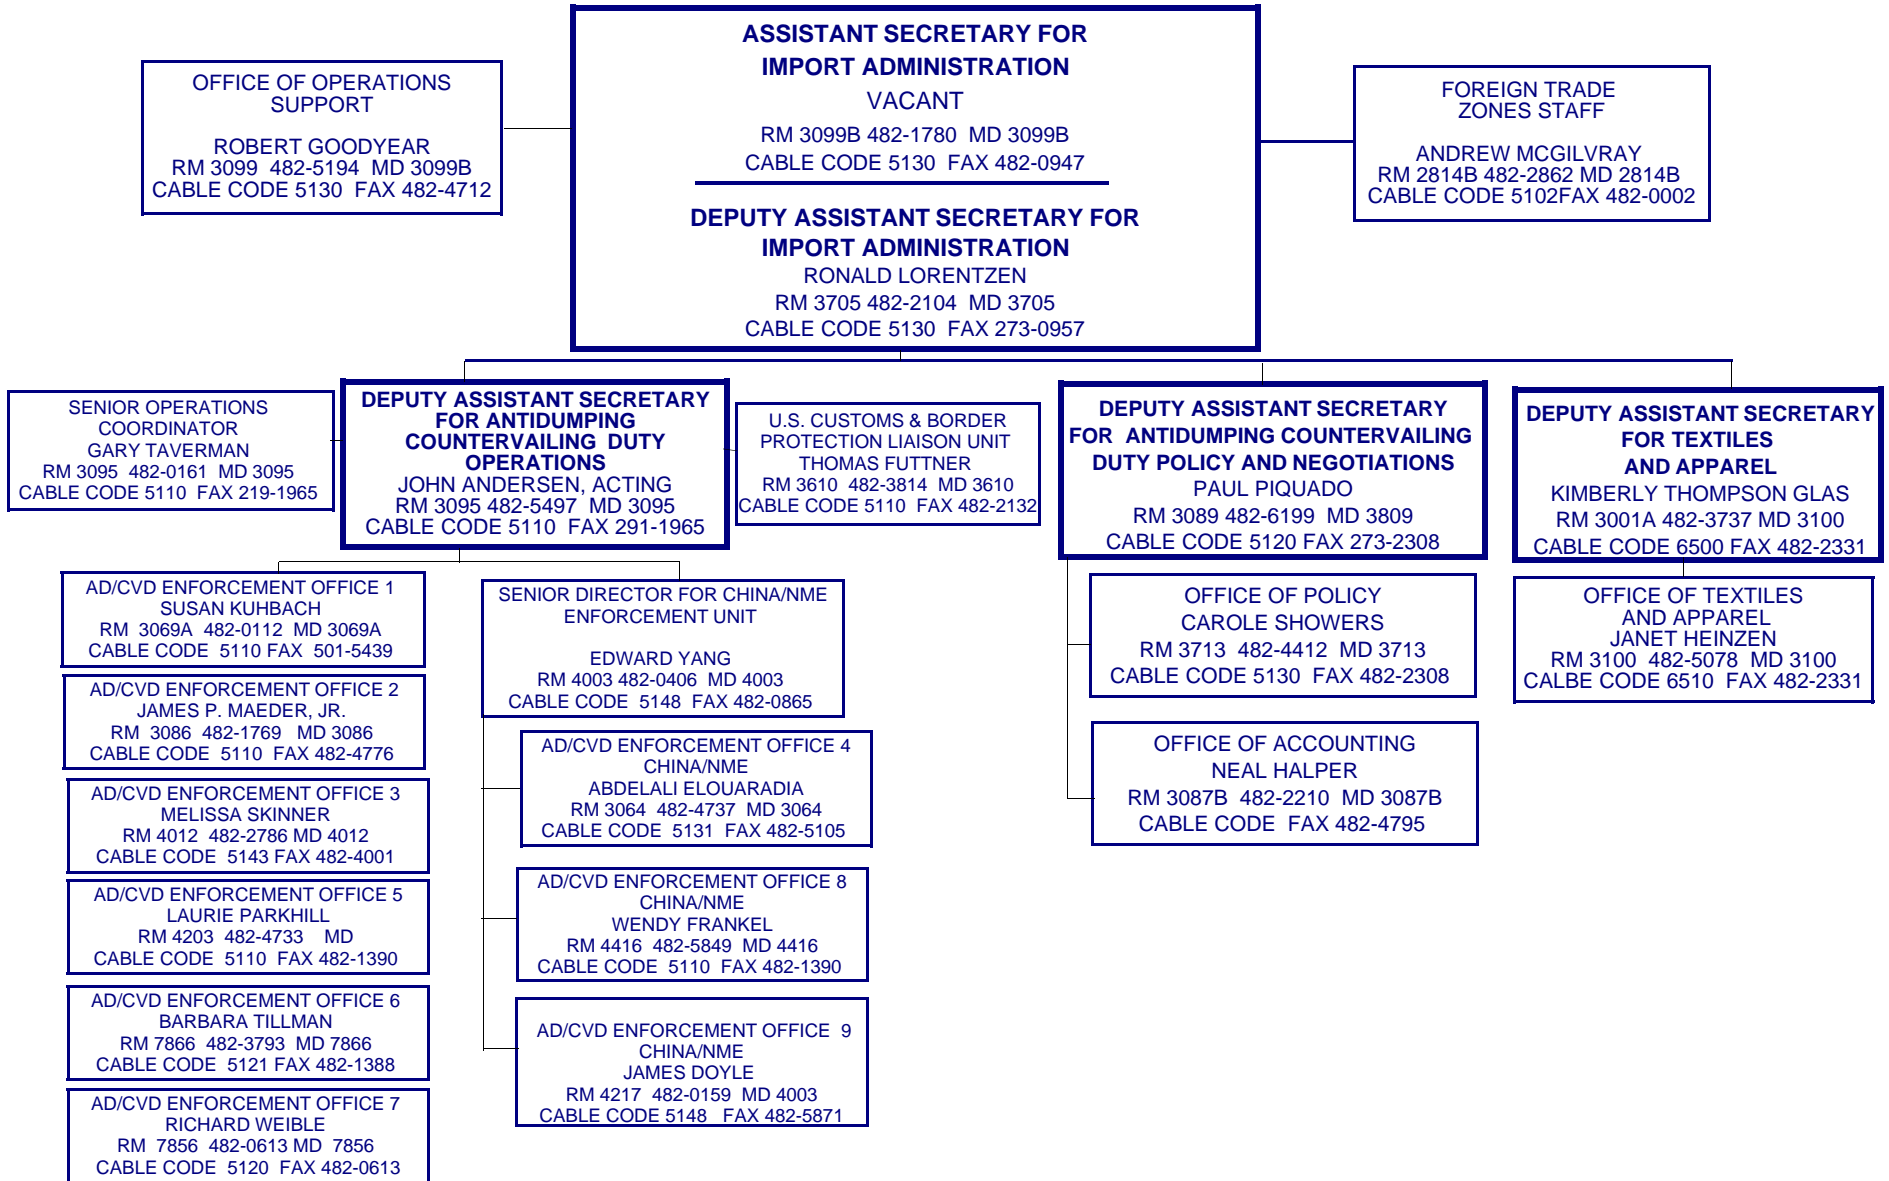 ASSISTANT SECRETARY FOR
IMPORT ADMINISTRATION
VACANT
RM 3099B 482-1780 MD 3099B
CABLE CODE 5130 FAX 482-0947
DEPUTY ASSISTANT SECRETARY FOR
IMPORT ADMINISTRATION
RONALD LORENTZEN
RM 3705 482-2104 MD 3705
CABLE CODE 5130 FAX 273-0957
OFFICE OF OPERATIONS
SUPPORT
ROBERT GOODYEAR
RM 3099 482-5194 MD 3099B
CABLE CODE 5130 FAX 482-4712
FOREIGN TRADE
ZONES STAFF
ANDREW MCGILVRAY
RM 2814B 482-2862 MD 2814B
CABLE CODE 5102FAX 482-0002
SENIOR OPERATIONS
COORDINATOR
GARY TAVERMAN
RM 3095 482-0161 MD 3095
CABLE CODE 5110 FAX 219-1965
DEPUTY ASSISTANT SECRETARY
FOR ANTIDUMPING
COUNTERVAILING DUTY
OPERATIONS
JOHN ANDERSEN, ACTING
RM 3095 482-5497 MD 3095
CABLE CODE 5110 FAX 291-1965
U.S. CUSTOMS & BORDER
PROTECTION LIAISON UNIT
THOMAS FUTTNER
RM 3610 482-3814 MD 3610
CABLE CODE 5110 FAX 482-2132
DEPUTY ASSISTANT SECRETARY
FOR ANTIDUMPING COUNTERVAILING
DUTY POLICY AND NEGOTIATIONS
PAUL PIQUADO
RM 3089 482-6199 MD 3809
CABLE CODE 5120 FAX 273-2308
DEPUTY ASSISTANT SECRETARY
FOR TEXTILES
AND APPAREL
KIMBERLY THOMPSON GLAS
RM 3001A 482-3737 MD 3100
CABLE CODE 6500 FAX 482-2331
AD/CVD ENFORCEMENT OFFICE 1
SUSAN KUHBACH
RM 3069A 482-0112 MD 3069A
CABLE CODE 5110 FAX 501-5439
AD/CVD ENFORCEMENT OFFICE 2
JAMES P. MAEDER, JR.
RM 3086 482-1769 MD 3086
CABLE CODE 5110 FAX 482-4776
AD/CVD ENFORCEMENT OFFICE 3
MELISSA SKINNER
RM 4012 482-2786 MD 4012
CABLE CODE 5143 FAX 482-4001
AD/CVD ENFORCEMENT OFFICE 5
LAURIE PARKHILL
RM 4203 482-4733 MD
CABLE CODE 5110 FAX 482-1390
AD/CVD ENFORCEMENT OFFICE 6
BARBARA TILLMAN
RM 7866 482-3793 MD 7866
CABLE CODE 5121 FAX 482-1388
AD/CVD ENFORCEMENT OFFICE 7
RICHARD WEIBLE
RM 7856 482-0613 MD 7856
CABLE CODE 5120 FAX 482-0613
SENIOR DIRECTOR FOR CHINA/NME
ENFORCEMENT UNIT
EDWARD YANG
RM 4003 482-0406 MD 4003
CABLE CODE 5148 FAX 482-0865
AD/CVD ENFORCEMENT OFFICE 4
CHINA/NME
ABDELALI ELOUARADIA
RM 3064 482-4737 MD 3064
CABLE CODE 5131 FAX 482-5105
AD/CVD ENFORCEMENT OFFICE 8
CHINA/NME
WENDY FRANKEL
RM 4416 482-5849 MD 4416
CABLE CODE 5110 FAX 482-1390
AD/CVD ENFORCEMENT OFFICE 9
CHINA/NME
JAMES DOYLE
RM 4217 482-0159 MD 4003
CABLE CODE 5148 FAX 482-5871
OFFICE OF POLICY
CAROLE SHOWERS
RM 3713 482-4412 MD 3713
CABLE CODE 5130 FAX 482-2308
OFFICE OF ACCOUNTING
NEAL HALPER
RM 3087B 482-2210 MD 3087B
CABLE CODE FAX 482-4795
OFFICE OF TEXTILES
AND APPAREL
JANET HEINZEN
RM 3100 482-5078 MD 3100
CALBE CODE 6510 FAX 482-2331